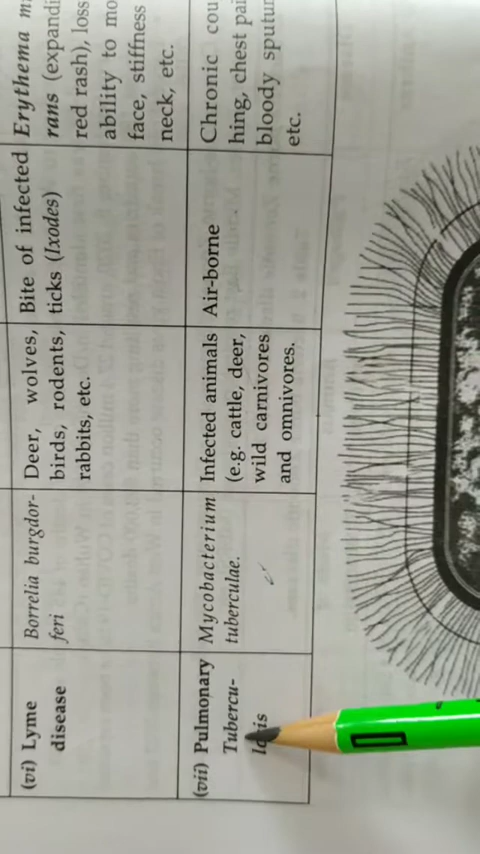 (vi) Lyme
disease
Borrelia burgdor-
feri
Deer, wolves,
birds, rodents,
rabbits, etc.
Bite of infected
ticks (Ixodes)
Erythema
rans (expandi
red rash), loss
ability to mo
face, stiffness
neck, etc.
(vii) Pulmonary
Tubercu-
Mycobacterium
tuberculae.
Infected animals
(e.g. cattle, deer,
wild carnivores
and omnivores.
Air-borne
Chronic cou
hing, chest pai
bloody sputu
etc.